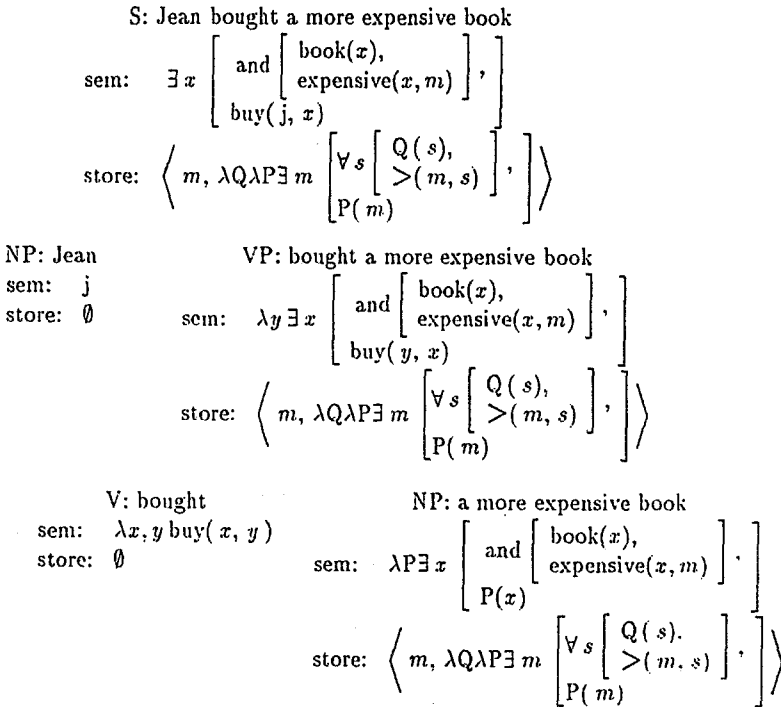 S: Jean bought a more expensive book
sem: ∃ x [ and [ book(x),
expensive(x, m) ] ,
buy( j, x) ]
store: ⟨ m, λQλP∃ m [ ∀ s [ Q ( s),
>( m, s) ] ,
P( m) ] ⟩
NP: Jean
sem: j
store: ∅
VP: bought a more expensive book
sem: λy ∃ x [ and [ book(x),
expensive(x, m) ] ,
buy( y, x) ]
store: ⟨ m, λQλP∃ m [ ∀ s [ Q ( s),
>( m, s) ] ,
P( m) ] ⟩
V: bought
sem: λx, y buy( x, y )
store: ∅
NP: a more expensive book
sem: λP∃ x [ and [ book(x),
expensive(x, m) ] .
P(x) ]
store: ⟨ m, λQλP∃ m [ ∀ s [ Q ( s).
>( m. s) ] ,
P( m) ] ⟩